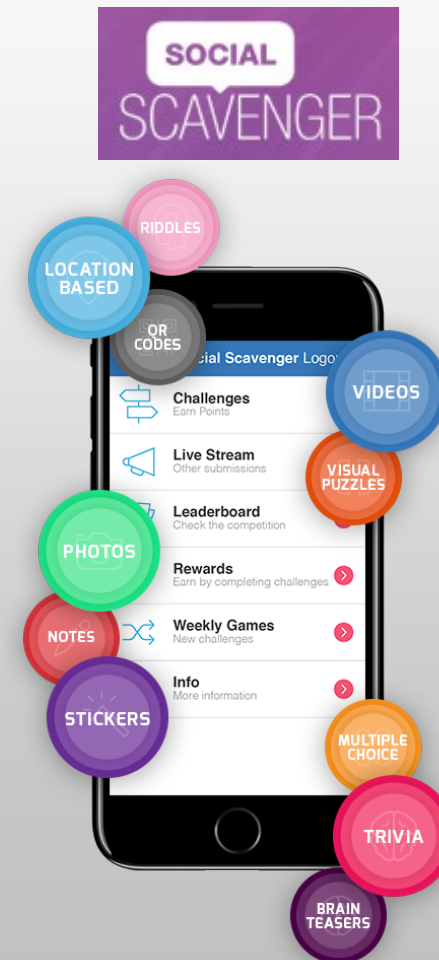 SOCIAL
SCAVENGER
RIDDLES
LOCATION
BASED
QR
CODES
Scavenger
VIDEOS
Challenges
Earn Points
Live Stream
Other submissions
VISUAL
PUZZLES
Leaderboard
Check the competition
PHOTOS
Rewards
Earn by completing challenges
NOTES
Weekly Games
New challenges
Info
More information
STICKERS
MULTIPLE
CHOICE
TRIVIA
BRAIN
TEASERS